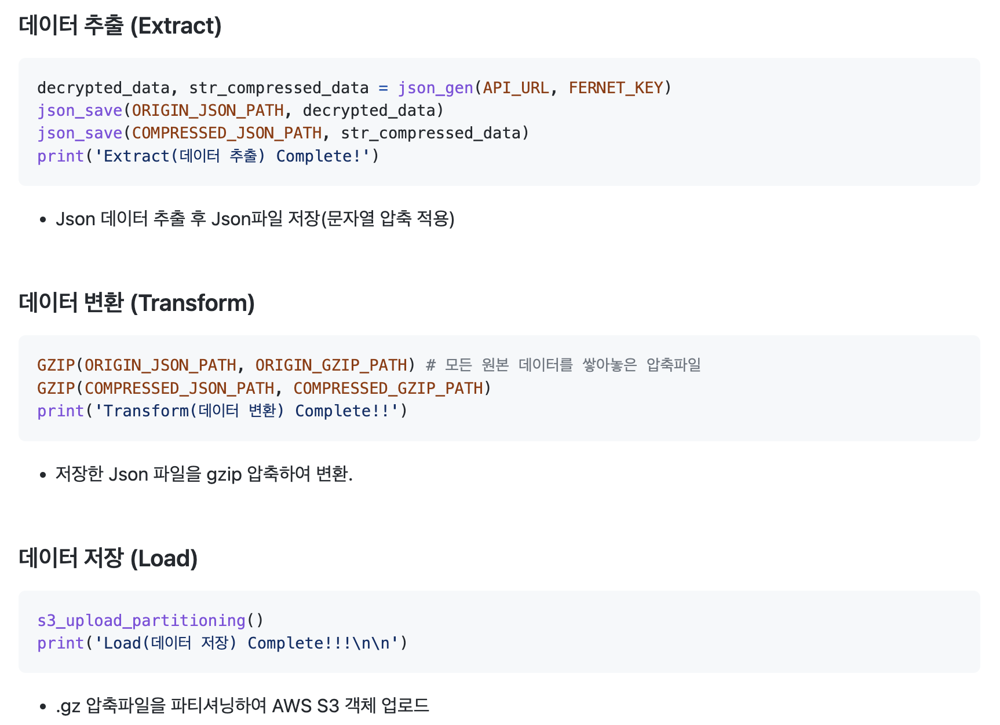 데이터 추출 (Extract)
decrypted_data, str_compressed_data = json_gen(API_URL, FERNET_KEY)
json_save(ORIGIN_JSON_PATH, decrypted_data)
json_save(COMPRESSED_JSON_PATH, str_compressed_data)
print('Extract(데이터 추출) Complete!')
• Json 데이터 추출 후 Json파일 저장(문자열 압축 적용)
데이터 변환 (Transform)
GZIP(ORIGIN_JSON_PATH, ORIGIN_GZIP_PATH) # 모든 원본 데이터를 쌓아놓은 압축파일
GZIP(COMPRESSED_JSON_PATH, COMPRESSED_GZIP_PATH)
print('Transform(데이터 변환) Complete!!')
• 저장한 Json 파일을 gzip 압축하여 변환.
데이터 저장 (Load)
s3_upload_partitioning()
print('Load(데이터 저장) Complete!!!\n\n')
• .gz 압축파일을 파티셔닝하여 AWS S3 객체 업로드